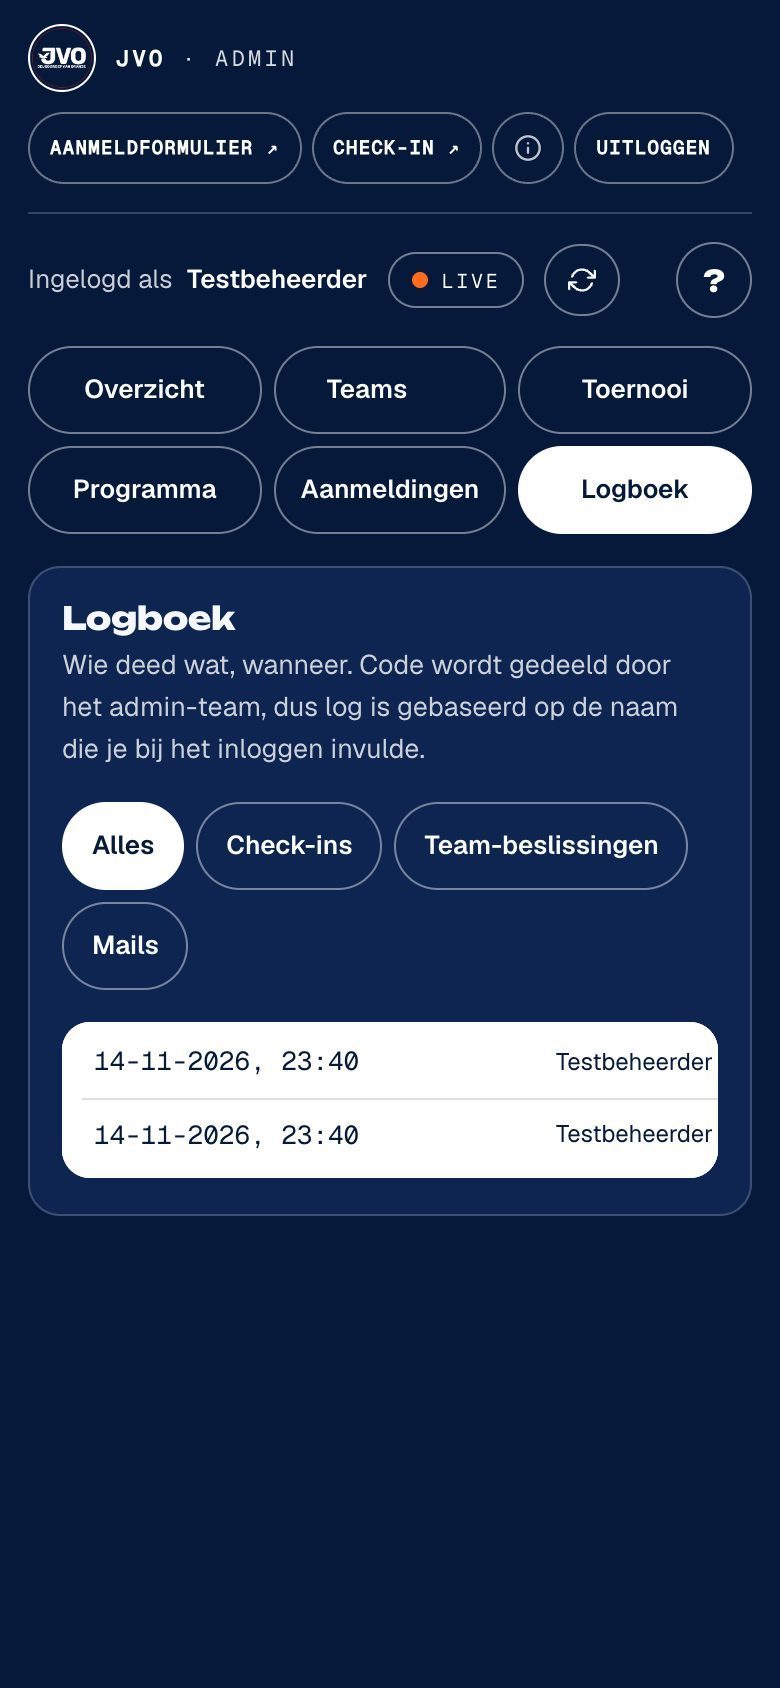 JVO
JVO · ADMIN
AANMELDFORMULIER ↗ CHECK-IN ↗ UITLOGGEN
Ingelogd als Testbeheerder LIVE ?
Overzicht Teams Toernooi
Programma Aanmeldingen Logboek
Logboek
Wie deed wat, wanneer. Code wordt gedeeld door
het admin-team, dus log is gebaseerd op de naam
die je bij het inloggen invulde.
Alles Check-ins Team-beslissingen
Mails
14-11-2026, 23:40 Testbeheerder
14-11-2026, 23:40 Testbeheerder